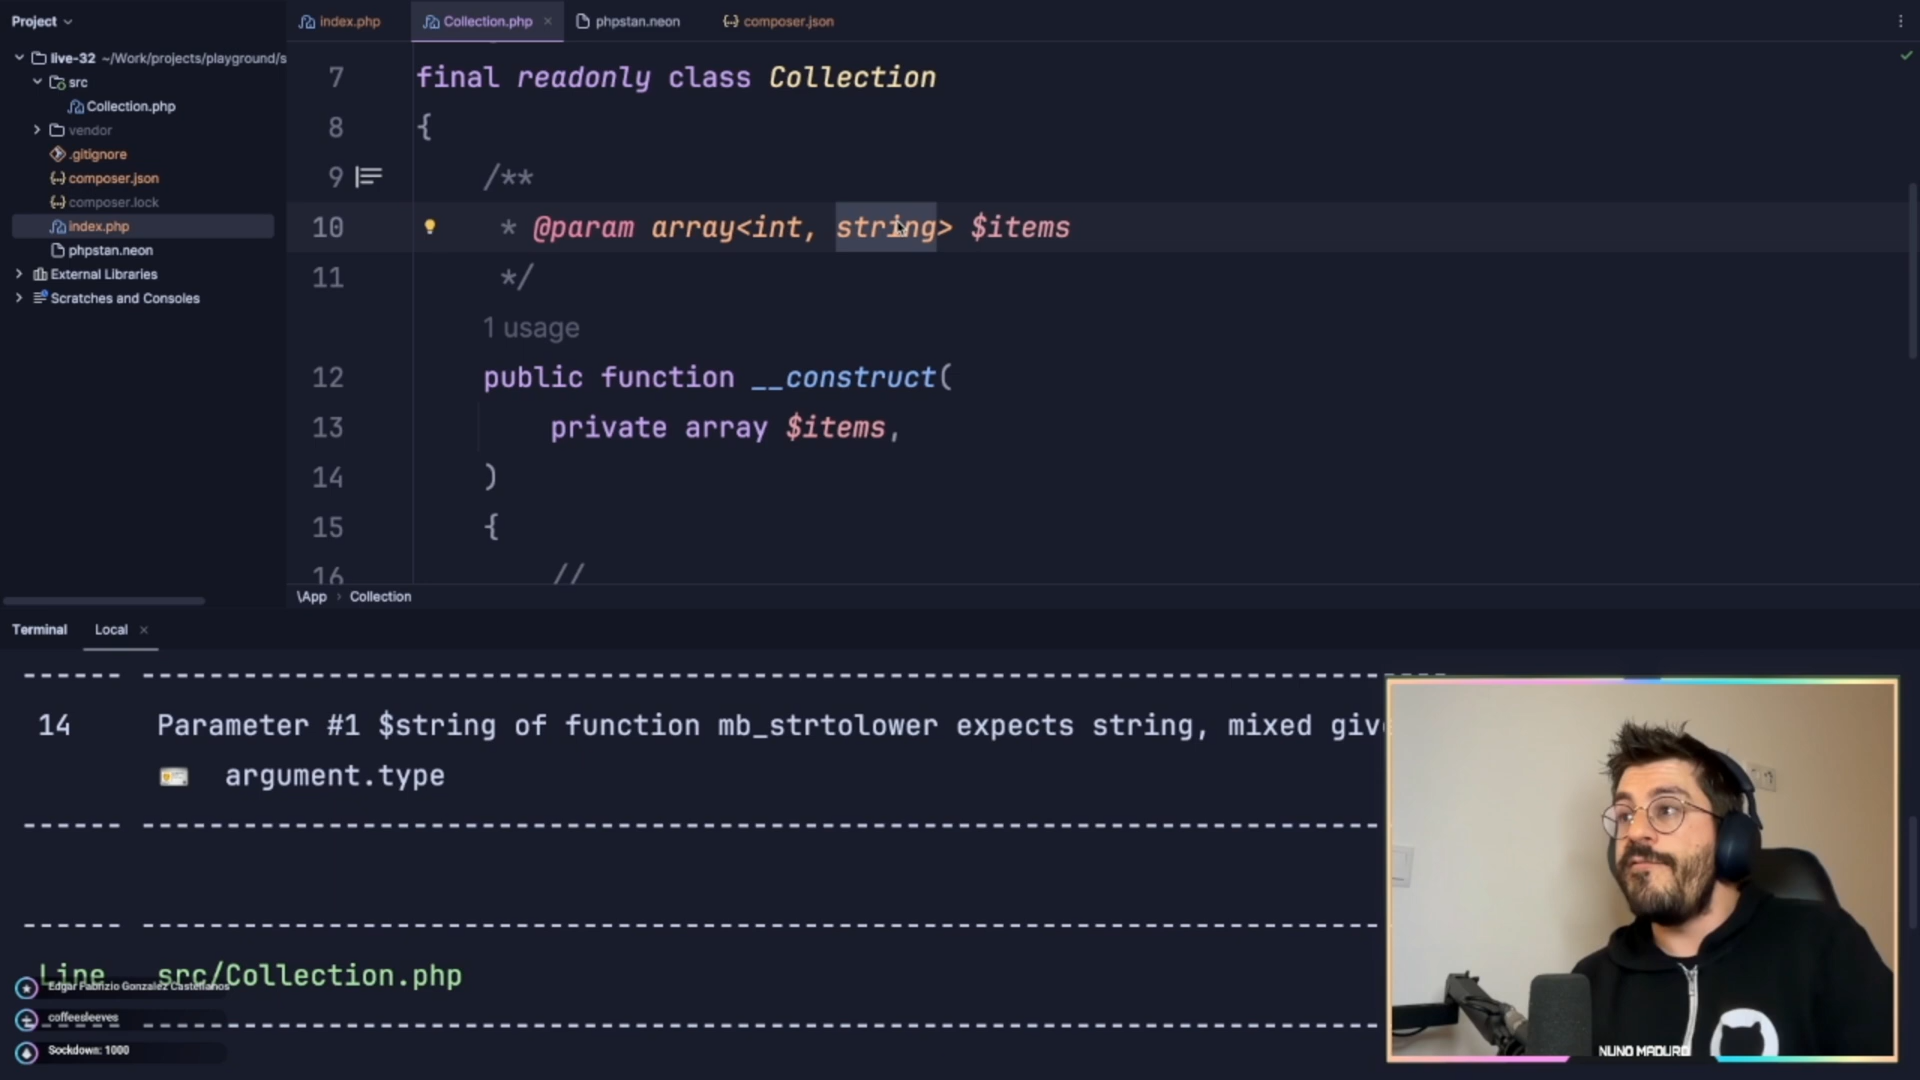 Project
index.php
Collection.php
phpstan.neon
composer.json
live-32 ~/Work/projects/playground/s
src
Collection.php
vendor
.gitignore
composer.json
composer.lock
index.php
phpstan.neon
External Libraries
Scratches and Consoles
7 final readonly class Collection
8 {
9 /**
10 * @param array<int, string> $items
11 */
1 usage
12 public function __construct(
13 private array $items,
14 )
15 {
16 //
\App › Collection
Terminal Local
14 Parameter #1 $string of function mb_strtolower expects string, mixed giv
argument.type
Line src/Collection.php
Edgar Fabrizio Gonzalez Castellanos
coffeesleeves
Sockdown: 1000
NUNO MADURO